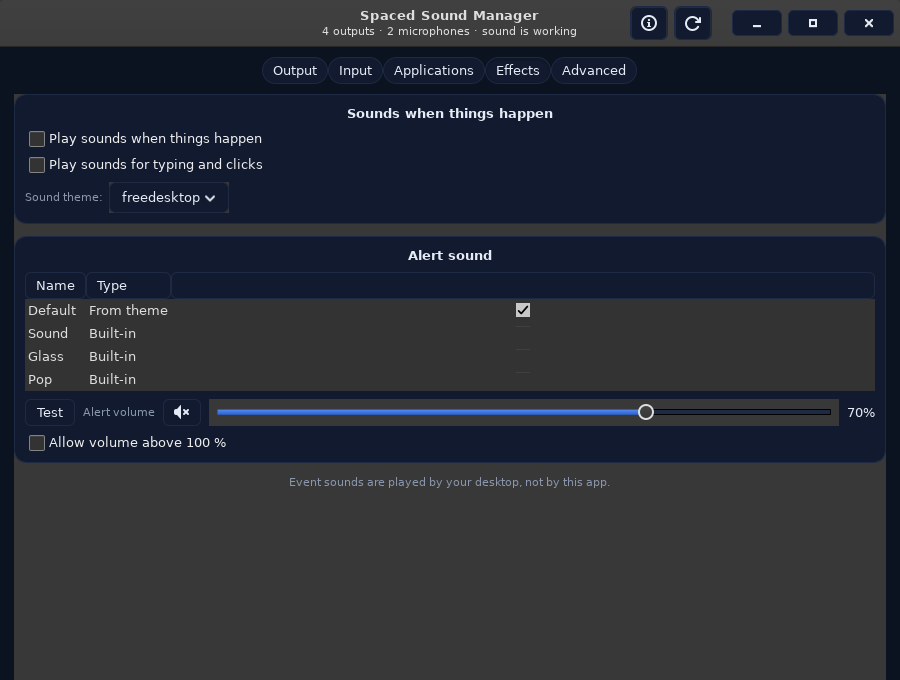 Spaced Sound Manager
4 outputs · 2 microphones · sound is working
Output Input Applications Effects Advanced
Sounds when things happen
Play sounds when things happen
Play sounds for typing and clicks
Sound theme: freedesktop
Alert sound
Name Type
Default From theme
Sound Built-in
Glass Built-in
Pop Built-in
Test Alert volume 70%
Allow volume above 100 %
Event sounds are played by your desktop, not by this app.